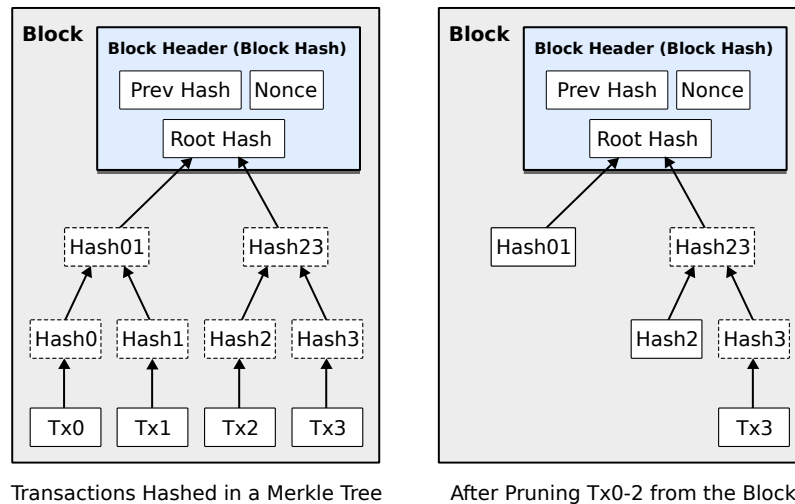 Block
Block Header (Block Hash)
Prev Hash
Nonce
Root Hash
Hash01
Hash23
Hash0
Hash1
Hash2
Hash3
Tx0
Tx1
Tx2
Tx3
Transactions Hashed in a Merkle Tree
Block
Block Header (Block Hash)
Prev Hash
Nonce
Root Hash
Hash01
Hash23
Hash2
Hash3
Tx3
After Pruning Tx0-2 from the Block